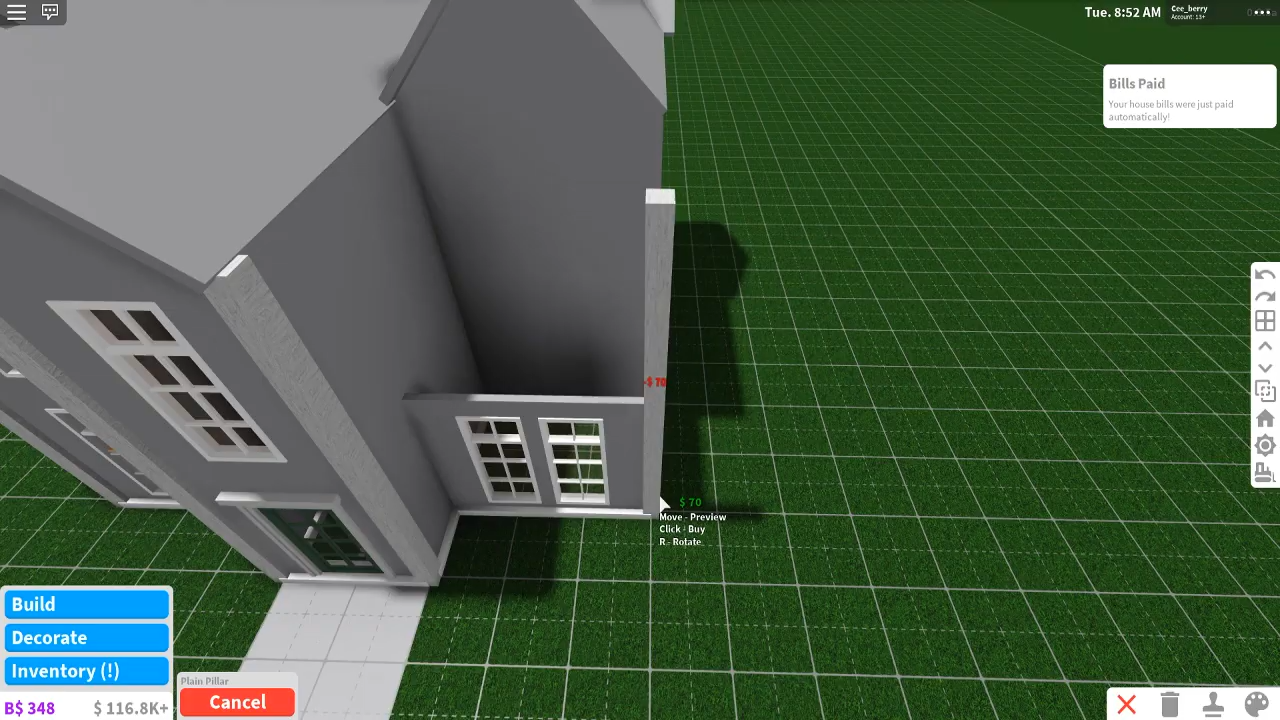 Tue. 8:52 AM
Cee_berry
Account: 13+
Bills Paid
Your house bills were just paid
automatically!
-$ 70
$ 70
Move - Preview
Click - Buy
R - Rotate
Build
Decorate
Inventory (!)
Plain Pillar
B$ 348
$ 116.8K+
Cancel